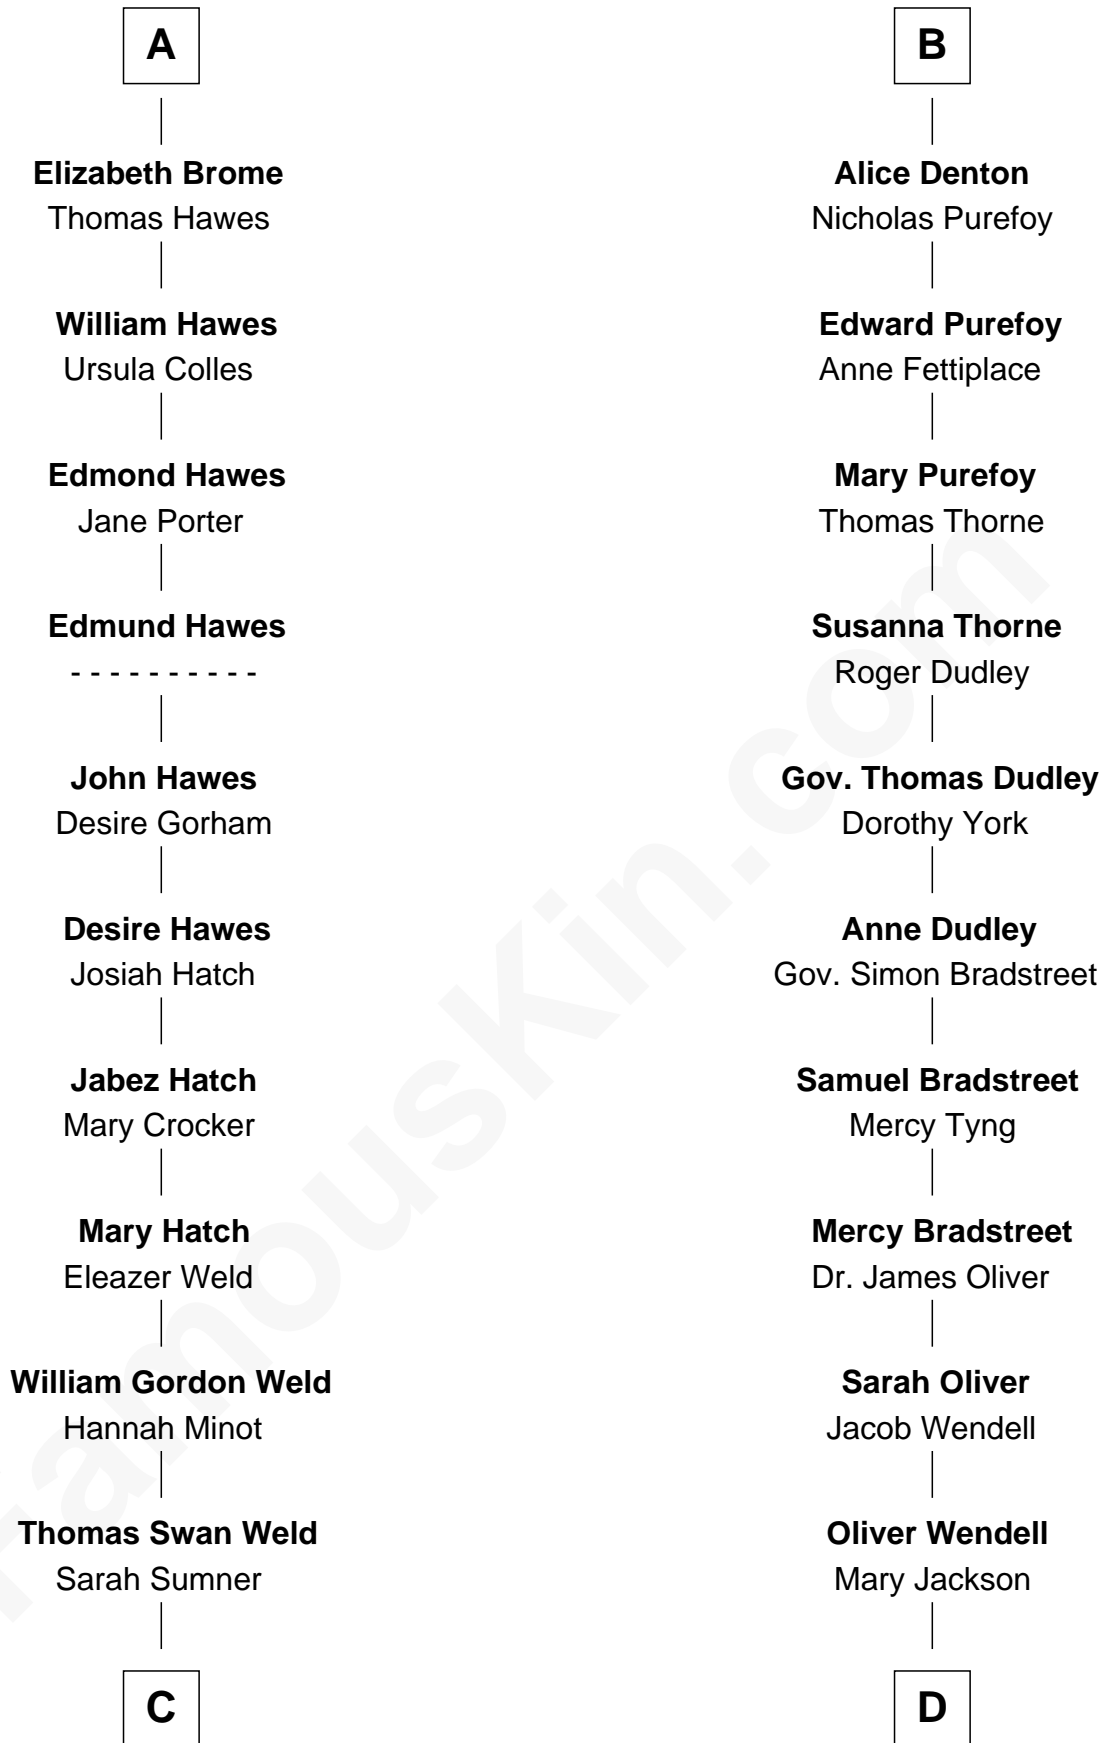 A
Elizabeth Brome
Thomas Hawes
William Hawes
Ursula Colles
Edmond Hawes
Jane Porter
Edmund Hawes
- - - - - - - - - -
John Hawes
Desire Gorham
Desire Hawes
Josiah Hatch
Jabez Hatch
Mary Crocker
Mary Hatch
Eleazer Weld
William Gordon Weld
Hannah Minot
Thomas Swan Weld
Sarah Sumner
C
B
Alice Denton
Nicholas Purefoy
Edward Purefoy
Anne Fettiplace
Mary Purefoy
Thomas Thorne
Susanna Thorne
Roger Dudley
Gov. Thomas Dudley
Dorothy York
Anne Dudley
Gov. Simon Bradstreet
Samuel Bradstreet
Mercy Tyng
Mercy Bradstreet
Dr. James Oliver
Sarah Oliver
Jacob Wendell
Oliver Wendell
Mary Jackson
D
FamousKin.com